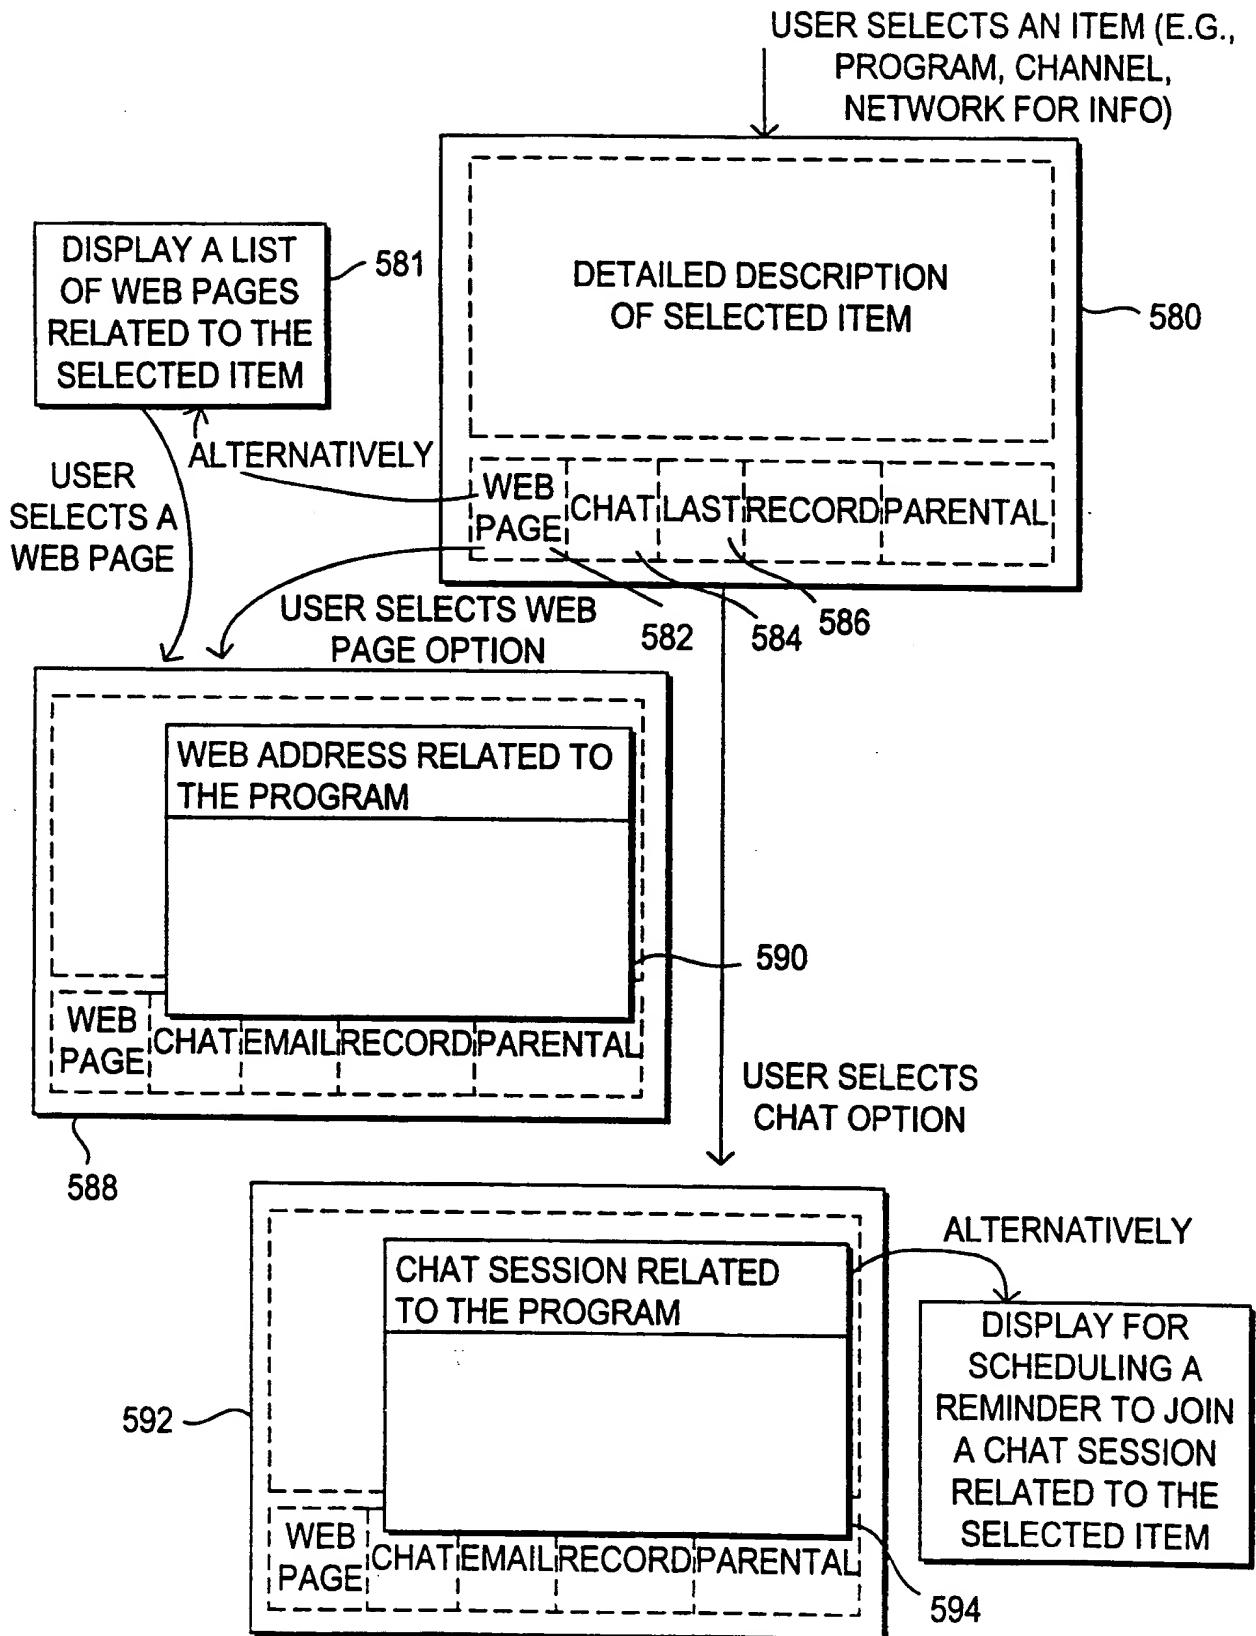 USER SELECTS AN ITEM (E.G.,
PROGRAM, CHANNEL,
NETWORK FOR INFO)
DISPLAY A LIST
OF WEB PAGES
RELATED TO THE
SELECTED ITEM
581
DETAILED DESCRIPTION
OF SELECTED ITEM
580
ALTERNATIVELY
USER
SELECTS A
WEB PAGE
WEB
PAGE
CHAT
LAST
RECORD
PARENTAL
USER SELECTS WEB
PAGE OPTION
582
584
586
WEB ADDRESS RELATED TO
THE PROGRAM
590
WEB
PAGE
CHAT
EMAIL
RECORD
PARENTAL
588
USER SELECTS
CHAT OPTION
CHAT SESSION RELATED
TO THE PROGRAM
ALTERNATIVELY
DISPLAY FOR
SCHEDULING A
REMINDER TO JOIN
A CHAT SESSION
RELATED TO THE
SELECTED ITEM
592
WEB
PAGE
CHAT
EMAIL
RECORD
PARENTAL
594